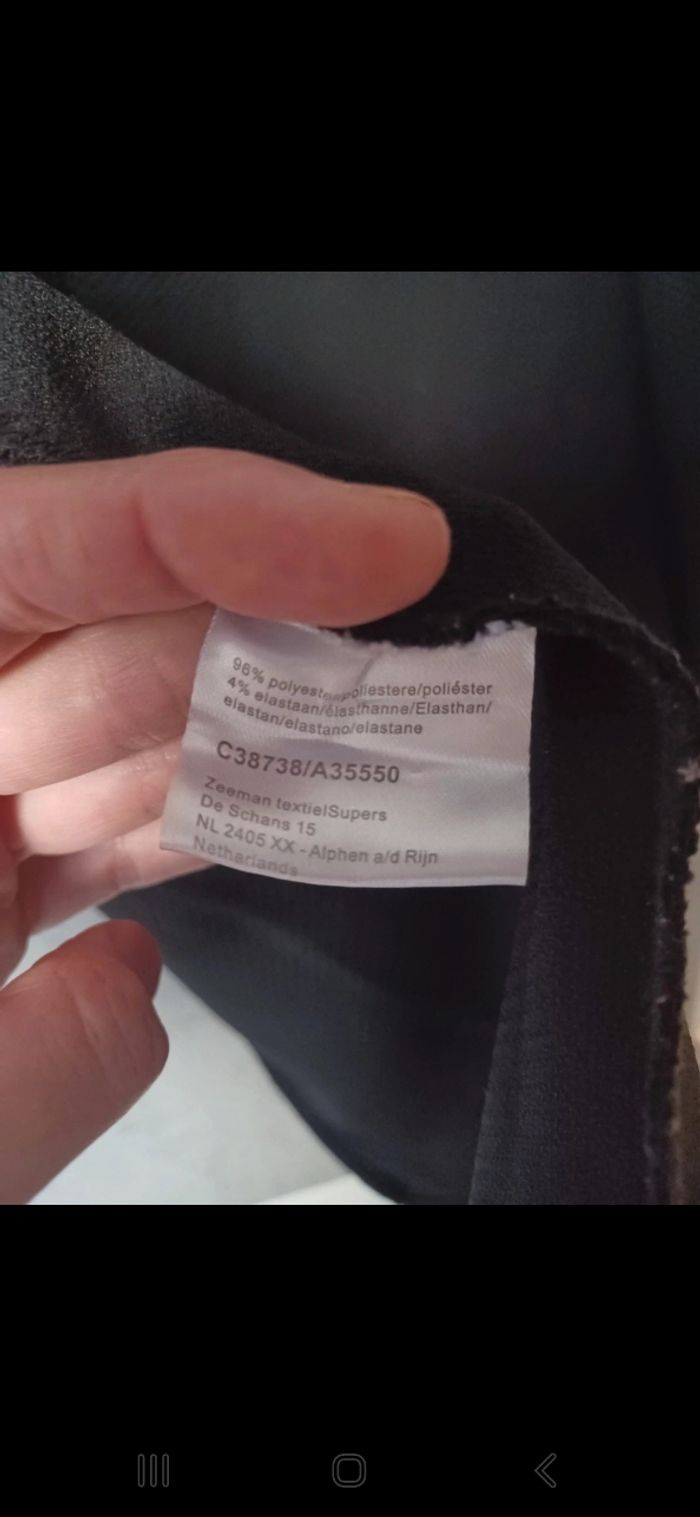 96% polyester/poliestere/poliéster
4% elastaan/élasthanne/Elasthan/
elastan/elastano/elastane
C38738/A35550
Zeeman textielSupers
De Schans 15
NL 2405 XX - Alphen a/d Rijn
Netherlands